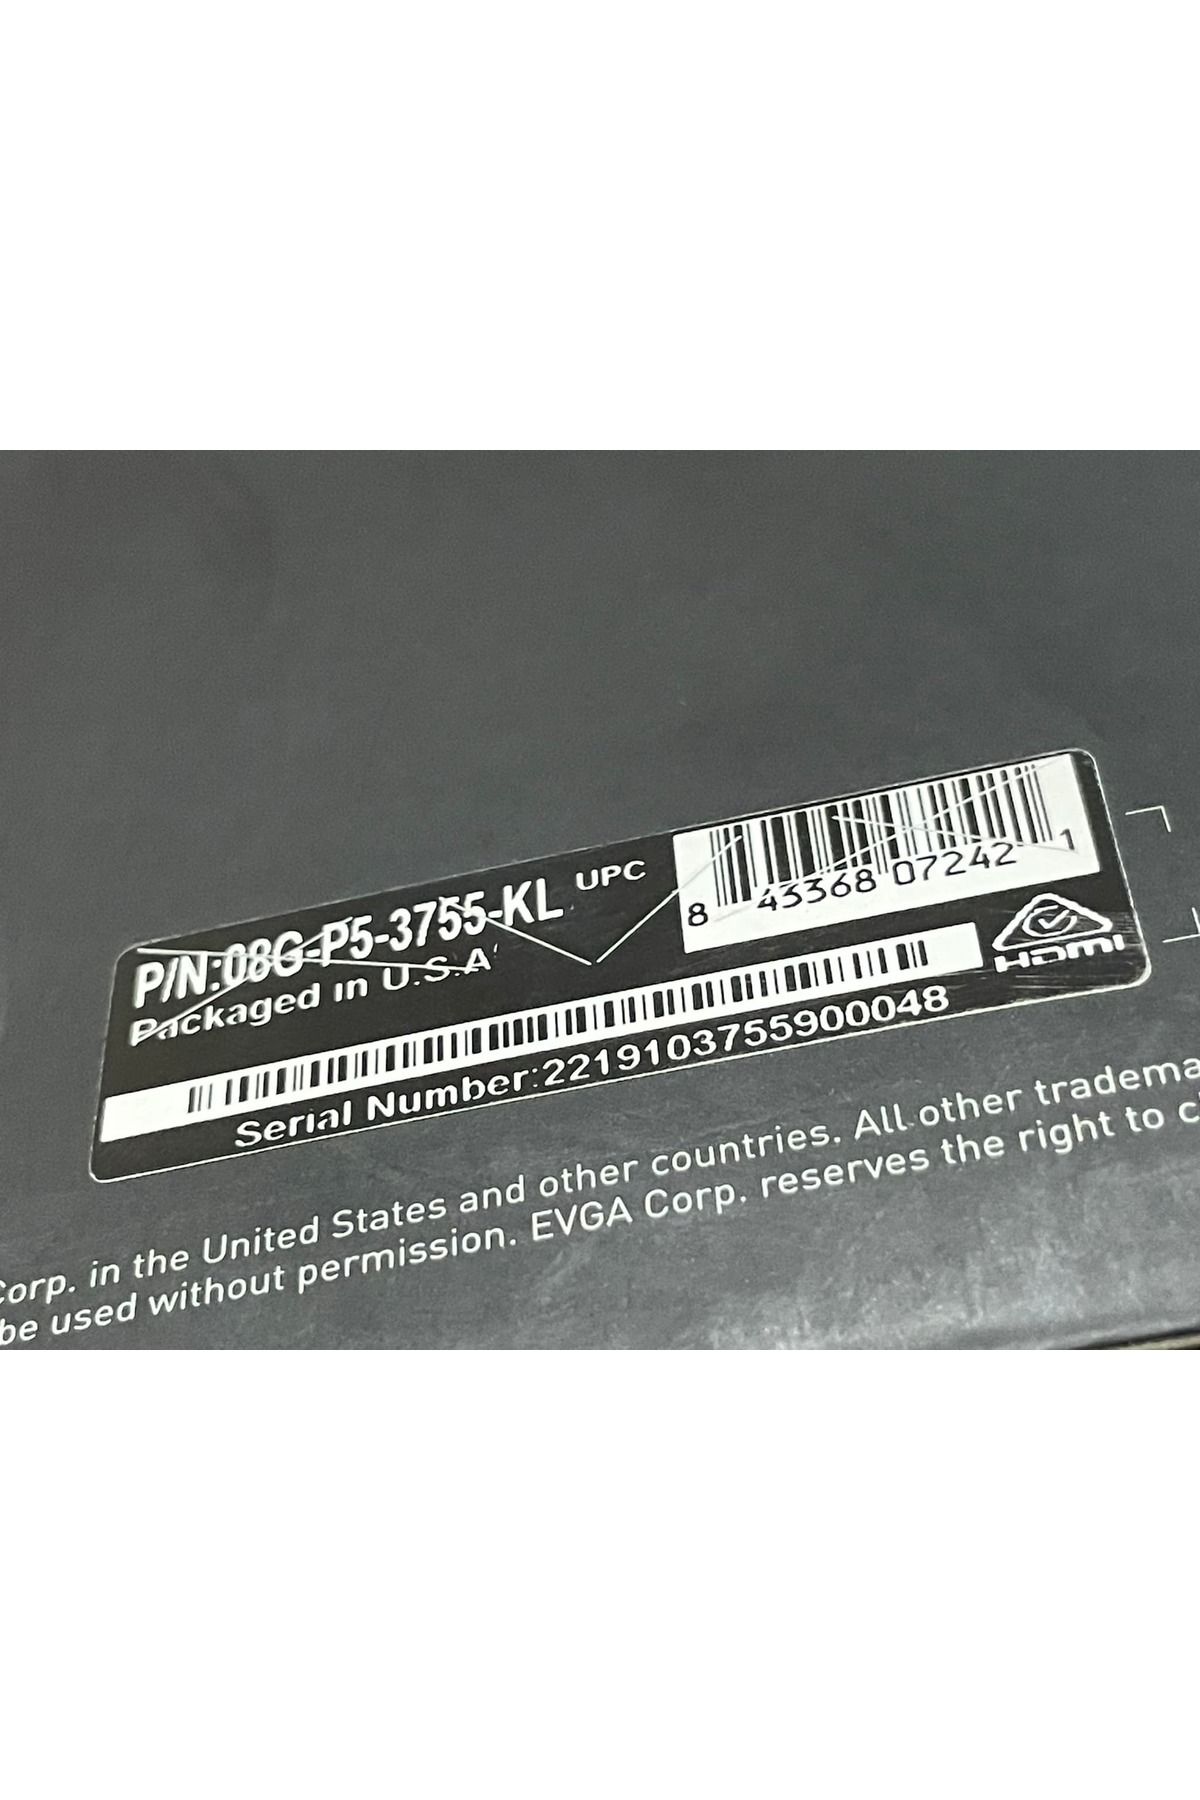 P/N:08G-P5-3755-KL UPC
Packaged in U.S.A
8 43368 07242 1
HDMI
Serial Number:2219103755900048
Corp. in the United States and other countries. All other tradema
be used without permission. EVGA Corp. reserves the right to c